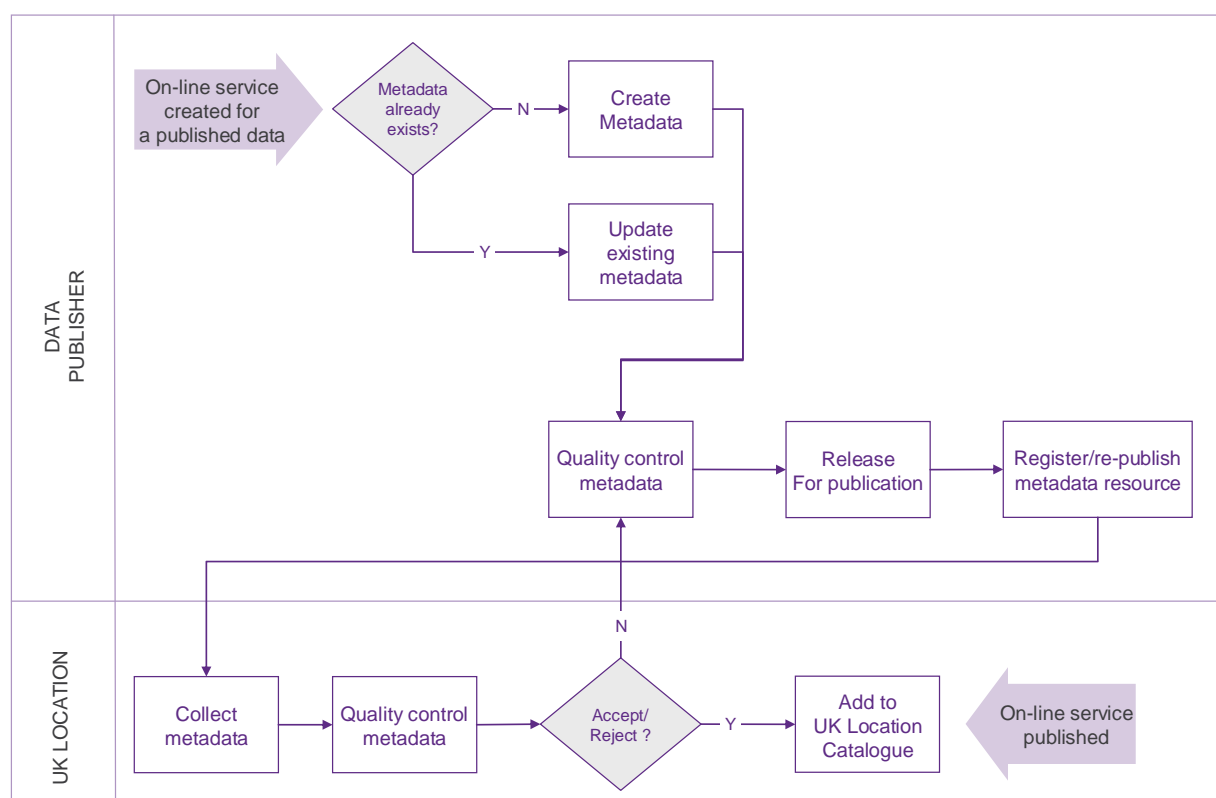 DATA
PUBLISHER
On-line service
created for
a published data
Metadata
already
exists?
N
Create
Metadata
Y
Update
existing
metadata
Quality control
metadata
Release
For publication
Register/re-publish
metadata resource
UK LOCATION
Collect
metadata
Quality control
metadata
Accept/
Reject ?
N
Y
Add to
UK Location
Catalogue
On-line service
published